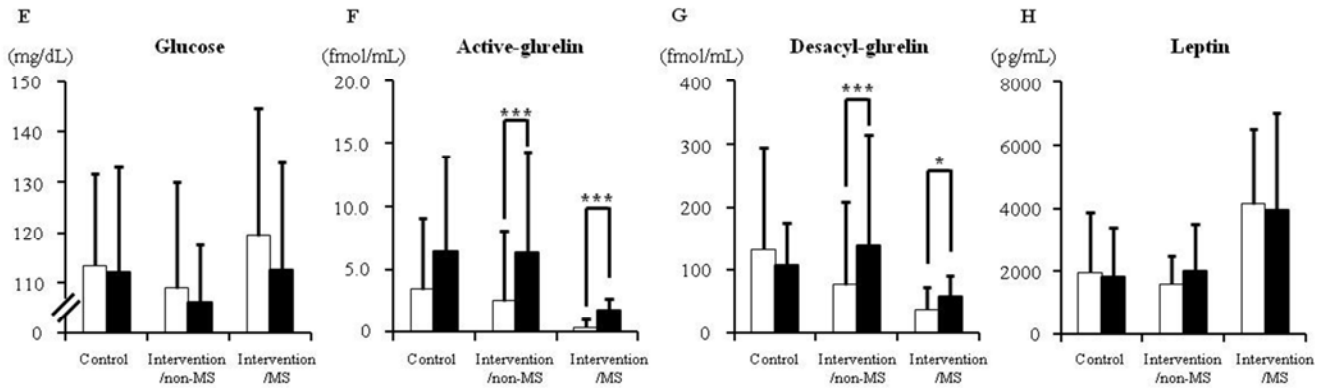 E
Glucose
(mg/dL)
150
140
130
120
110
0
Control
Intervention
/non-MS
Intervention
/MS
F
Active-ghrelin
(fmol/mL)
20.0
15.0
10.0
5.0
0.0
***
***
Control
Intervention
/non-MS
Intervention
/MS
G
Desacyl-ghrelin
(fmol/mL)
400
300
200
100
0
***
*
Control
Intervention
/non-MS
Intervention
/MS
H
Leptin
(pg/mL)
8000
6000
4000
2000
0
Control
Intervention
/non-MS
Intervention
/MS